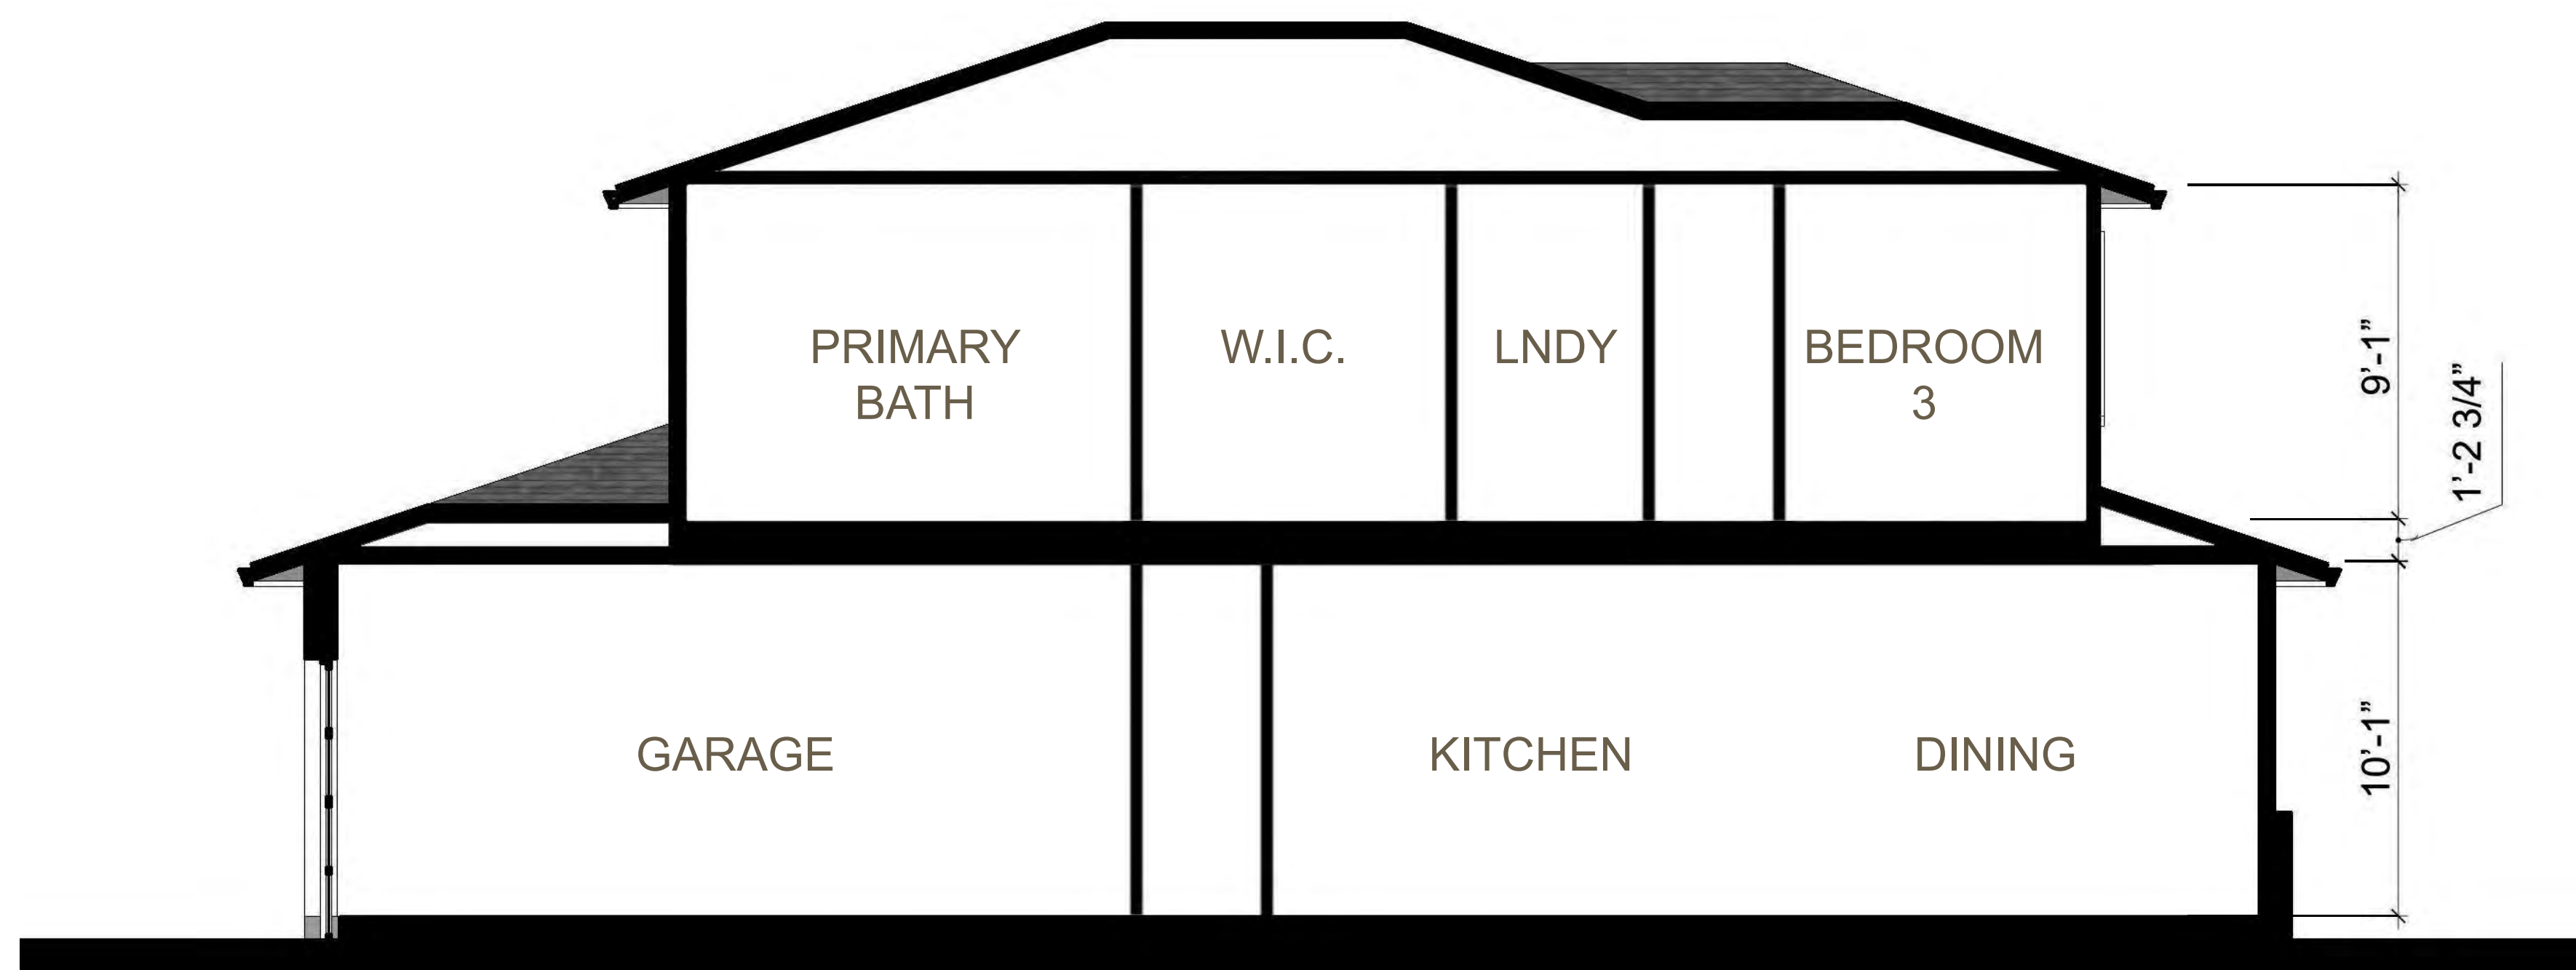 PRIMARY
BATH
W.I.C.
LNDY
BEDROOM
3
9’-1”
1’-2 3/4”
GARAGE
KITCHEN
DINING
10’-1”